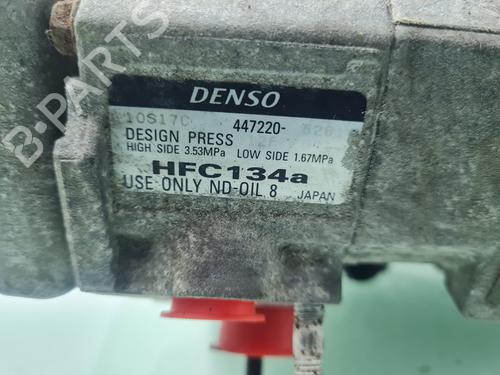 DENSO
10S17C 447220-
DESIGN PRESS
HIGH SIDE 3.53MPa LOW SIDE 1.67MPa
HFC134a
USE ONLY ND-OIL 8 JAPAN
B-PARTS